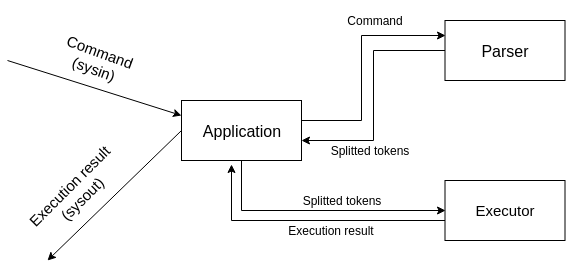 Command
Parser
Command
(sysin)
Application
Splitted tokens
Execution result
(sysout)
Splitted tokens
Executor
Execution result